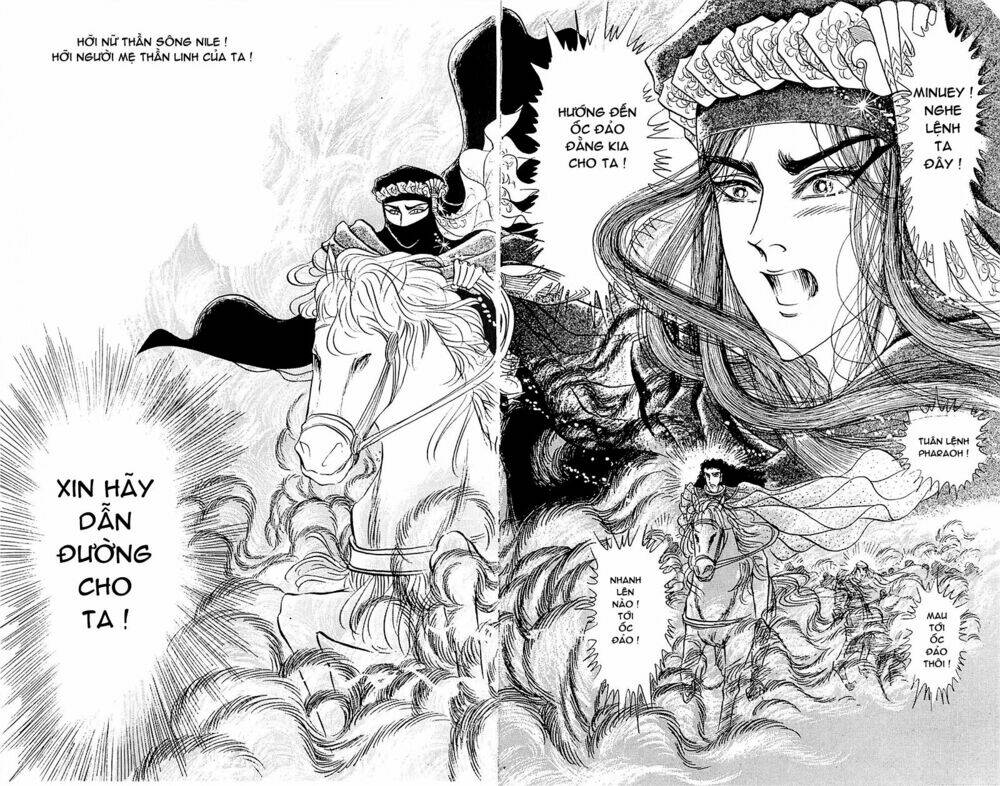 MINUEY !
NGHE
LỆNH
TA
ĐÂY !
HƯỚNG ĐẾN
ỐC ĐẢO
ĐẰNG KIA
CHO TA !
TUÂN LỆNH
PHARAOH !
NHANH
LÊN
NÀO !
TỚI
ỐC
ĐẢO !
MAU
TỚI
ỐC
ĐẢO
THÔI !
HỠI NỮ THẦN SÔNG NILE !
HỠI NGƯỜI MẸ THẦN LINH CỦA TA !
XIN HÃY
DẪN
ĐƯỜNG
CHO
TA !